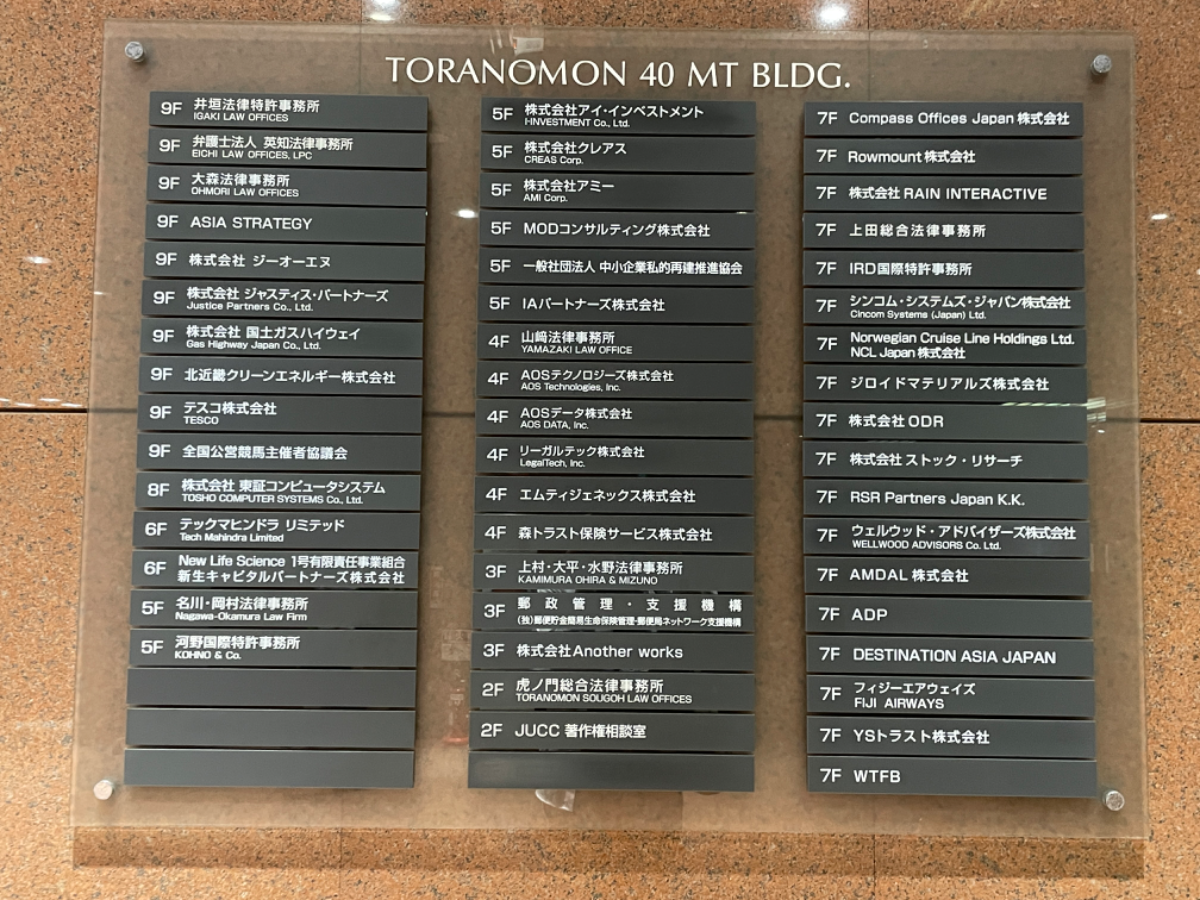 TORANOMON 40 MT BLDG.
9F 井垣法律特許事務所
IGAKI LAW OFFICES
9F 弁護士法人 英知法律事務所
EICHI LAW OFFICES, LPC
9F 大森法律事務所
OHMORI LAW OFFICES
9F ASIA STRATEGY
9F 株式会社 ジーオーエヌ
9F 株式会社 ジャスティス・パートナーズ
Justice Partners Co., Ltd.
9F 株式会社 国土ガスハイウェイ
Gas Highway Japan Co., Ltd.
9F 北近畿クリーンエネルギー株式会社
9F テスコ株式会社
TESCO
9F 全国公営競馬主催者協議会
8F 株式会社 東証コンピュータシステム
TOSHO COMPUTER SYSTEMS Co., Ltd.
6F テックマヒンドラ リミテッド
Tech Mahindra Limited
6F New Life Science 1号有限責任事業組合
新生キャピタルパートナーズ株式会社
5F 名川・岡村法律事務所
Nagawa-Okamura Law Firm
5F 河野国際特許事務所
KOHNO & Co.
5F 株式会社アイ・インベストメント
I-INVESTMENT Co., Ltd.
5F 株式会社クレアス
CREAS Corp.
5F 株式会社アミー
AMI Corp.
5F MODコンサルティング株式会社
5F 一般社団法人 中小企業私的再建推進協会
5F IAパートナーズ株式会社
4F 山﨑法律事務所
YAMAZAKI LAW OFFICE
4F AOSテクノロジーズ株式会社
AOS Technologies, Inc.
4F AOSデータ株式会社
AOS DATA, Inc.
4F リーガルテック株式会社
LegalTech, Inc.
4F エムティジェネックス株式会社
4F 森トラスト保険サービス株式会社
3F 上村・大平・水野法律事務所
KAMIMURA OHIRA & MIZUNO
3F 郵政管理・支援機構
(独)郵便貯金簡易生命保険管理・郵便局ネットワーク支援機構
3F 株式会社Another works
2F 虎ノ門総合法律事務所
TORANOMON SOUGOH LAW OFFICES
2F JUCC 著作権相談室
7F Compass Offices Japan 株式会社
7F Rowmount 株式会社
7F 株式会社 RAIN INTERACTIVE
7F 上田総合法律事務所
7F IRD国際特許事務所
7F シンコム・システムズ・ジャパン株式会社
Cincom Systems (Japan) Ltd.
7F Norwegian Cruise Line Holdings Ltd.
NCL Japan 株式会社
7F ジロイドマテリアルズ株式会社
7F 株式会社 ODR
7F 株式会社 ストック・リサーチ
7F RSR Partners Japan K.K.
7F ウェルウッド・アドバイザーズ株式会社
WELLWOOD ADVISORS Co. Ltd.
7F AMDAL 株式会社
7F ADP
7F DESTINATION ASIA JAPAN
7F フィジーエアウェイズ
FIJI AIRWAYS
7F YSトラスト株式会社
7F WTFB